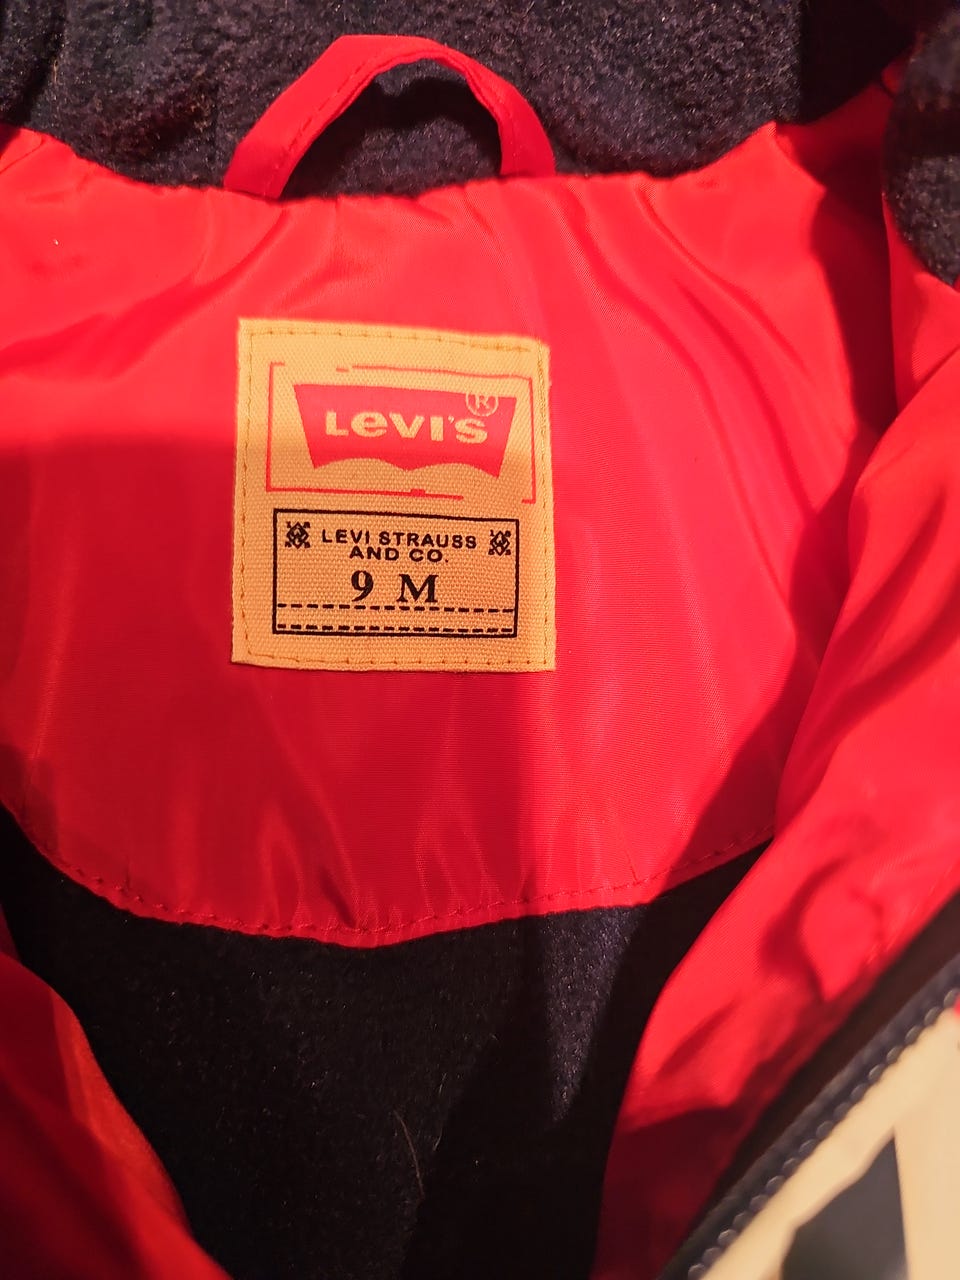 LEVI'S®
LEVI STRAUSS
AND CO.
9 M